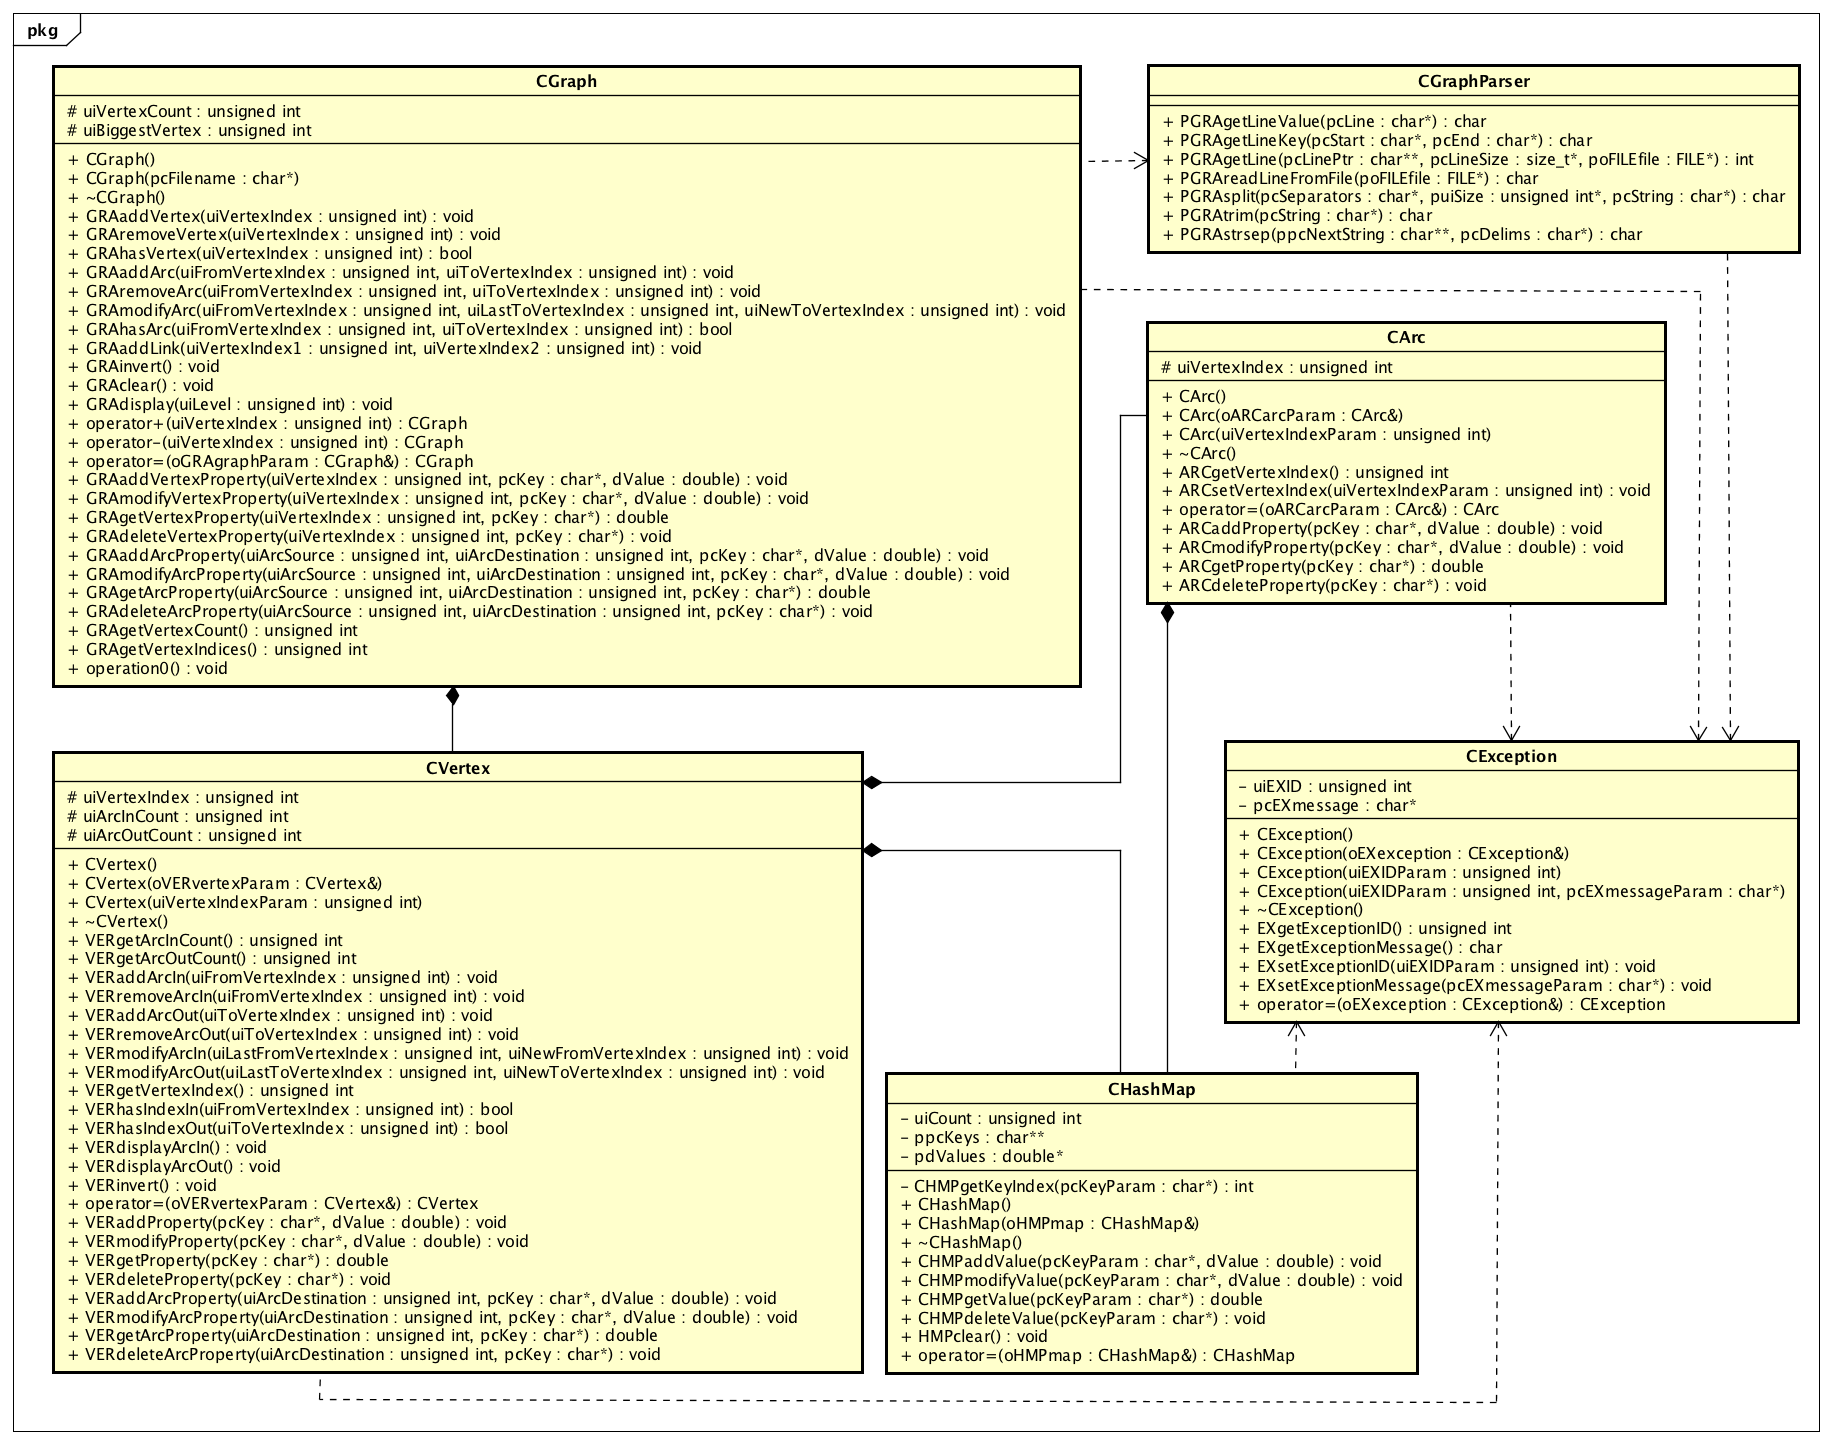 pkg
CGraph
# uiVertexCount : unsigned int
# uiBiggestVertex : unsigned int
+ CGraph()
+ CGraph(pcFilename : char*)
+ ~CGraph()
+ GRAaddVertex(uiVertexIndex : unsigned int) : void
+ GRAremoveVertex(uiVertexIndex : unsigned int) : void
+ GRAhasVertex(uiVertexIndex : unsigned int) : bool
+ GRAaddArc(uiFromVertexIndex : unsigned int, uiToVertexIndex : unsigned int) : void
+ GRAremoveArc(uiFromVertexIndex : unsigned int, uiToVertexIndex : unsigned int) : void
+ GRAmodifyArc(uiFromVertexIndex : unsigned int, uiLastToVertexIndex : unsigned int, uiNewToVertexIndex : unsigned int) : void
+ GRAhasArc(uiFromVertexIndex : unsigned int, uiToVertexIndex : unsigned int) : bool
+ GRAaddLink(uiVertexIndex1 : unsigned int, uiVertexIndex2 : unsigned int) : void
+ GRAinvert() : void
+ GRAclear() : void
+ GRAdisplay(uiLevel : unsigned int) : void
+ operator+(uiVertexIndex : unsigned int) : CGraph
+ operator-(uiVertexIndex : unsigned int) : CGraph
+ operator=(oGRAgraphParam : CGraph&) : CGraph
+ GRAaddVertexProperty(uiVertexIndex : unsigned int, pcKey : char*, dValue : double) : void
+ GRAmodifyVertexProperty(uiVertexIndex : unsigned int, pcKey : char*, dValue : double) : void
+ GRAgetVertexProperty(uiVertexIndex : unsigned int, pcKey : char*) : double
+ GRAdeleteVertexProperty(uiVertexIndex : unsigned int, pcKey : char*) : void
+ GRAaddArcProperty(uiArcSource : unsigned int, uiArcDestination : unsigned int, pcKey : char*, dValue : double) : void
+ GRAmodifyArcProperty(uiArcSource : unsigned int, uiArcDestination : unsigned int, pcKey : char*, dValue : double) : void
+ GRAgetArcProperty(uiArcSource : unsigned int, uiArcDestination : unsigned int, pcKey : char*) : double
+ GRAdeleteArcProperty(uiArcSource : unsigned int, uiArcDestination : unsigned int, pcKey : char*) : void
+ GRAgetVertexCount() : unsigned int
+ GRAgetVertexIndices() : unsigned int
+ operation0() : void
CGraphParser
+ PGRAgetLineValue(pcLine : char*) : char
+ PGRAgetLineKey(pcStart : char*, pcEnd : char*) : char
+ PGRAgetLine(pcLinePtr : char**, pcLineSize : size_t*, poFILEfile : FILE*) : int
+ PGRAreadLineFromFile(poFILEfile : FILE*) : char
+ PGRAsplit(pcSeparators : char*, puiSize : unsigned int*, pcString : char*) : char
+ PGRAtrim(pcString : char*) : char
+ PGRAstrsep(ppcNextString : char**, pcDelims : char*) : char
CArc
# uiVertexIndex : unsigned int
+ CArc()
+ CArc(oARCarcParam : CArc&)
+ CArc(uiVertexIndexParam : unsigned int)
+ ~CArc()
+ ARCgetVertexIndex() : unsigned int
+ ARCsetVertexIndex(uiVertexIndexParam : unsigned int) : void
+ operator=(oARCarcParam : CArc&) : CArc
+ ARCaddProperty(pcKey : char*, dValue : double) : void
+ ARCmodifyProperty(pcKey : char*, dValue : double) : void
+ ARCgetProperty(pcKey : char*) : double
+ ARCdeleteProperty(pcKey : char*) : void
CVertex
# uiVertexIndex : unsigned int
# uiArcInCount : unsigned int
# uiArcOutCount : unsigned int
+ CVertex()
+ CVertex(oVERvertexParam : CVertex&)
+ CVertex(uiVertexIndexParam : unsigned int)
+ ~CVertex()
+ VERgetArcInCount() : unsigned int
+ VERgetArcOutCount() : unsigned int
+ VERaddArcIn(uiFromVertexIndex : unsigned int) : void
+ VERremoveArcIn(uiFromVertexIndex : unsigned int) : void
+ VERaddArcOut(uiToVertexIndex : unsigned int) : void
+ VERremoveArcOut(uiToVertexIndex : unsigned int) : void
+ VERmodifyArcIn(uiLastFromVertexIndex : unsigned int, uiNewFromVertexIndex : unsigned int) : void
+ VERmodifyArcOut(uiLastToVertexIndex : unsigned int, uiNewToVertexIndex : unsigned int) : void
+ VERgetVertexIndex() : unsigned int
+ VERhasIndexIn(uiFromVertexIndex : unsigned int) : bool
+ VERhasIndexOut(uiToVertexIndex : unsigned int) : bool
+ VERdisplayArcIn() : void
+ VERdisplayArcOut() : void
+ VERinvert() : void
+ operator=(oVERvertexParam : CVertex&) : CVertex
+ VERaddProperty(pcKey : char*, dValue : double) : void
+ VERmodifyProperty(pcKey : char*, dValue : double) : void
+ VERgetProperty(pcKey : char*) : double
+ VERdeleteProperty(pcKey : char*) : void
+ VERaddArcProperty(uiArcDestination : unsigned int, pcKey : char*, dValue : double) : void
+ VERmodifyArcProperty(uiArcDestination : unsigned int, pcKey : char*, dValue : double) : void
+ VERgetArcProperty(uiArcDestination : unsigned int, pcKey : char*) : double
+ VERdeleteArcProperty(uiArcDestination : unsigned int, pcKey : char*) : void
CException
- uiEXID : unsigned int
- pcEXmessage : char*
+ CException()
+ CException(oEXexception : CException&)
+ CException(uiEXIDParam : unsigned int)
+ CException(uiEXIDParam : unsigned int, pcEXmessageParam : char*)
+ ~CException()
+ EXgetExceptionID() : unsigned int
+ EXgetExceptionMessage() : char
+ EXsetExceptionID(uiEXIDParam : unsigned int) : void
+ EXsetExceptionMessage(pcEXmessageParam : char*) : void
+ operator=(oEXexception : CException&) : CException
CHashMap
- uiCount : unsigned int
- ppcKeys : char**
- pdValues : double*
- CHMPgetKeyIndex(pcKeyParam : char*) : int
+ CHashMap()
+ CHashMap(oHMPmap : CHashMap&)
+ ~CHashMap()
+ CHMPaddValue(pcKeyParam : char*, dValue : double) : void
+ CHMPmodifyValue(pcKeyParam : char*, dValue : double) : void
+ CHMPgetValue(pcKeyParam : char*) : double
+ CHMPdeleteValue(pcKeyParam : char*) : void
+ HMPclear() : void
+ operator=(oHMPmap : CHashMap&) : CHashMap